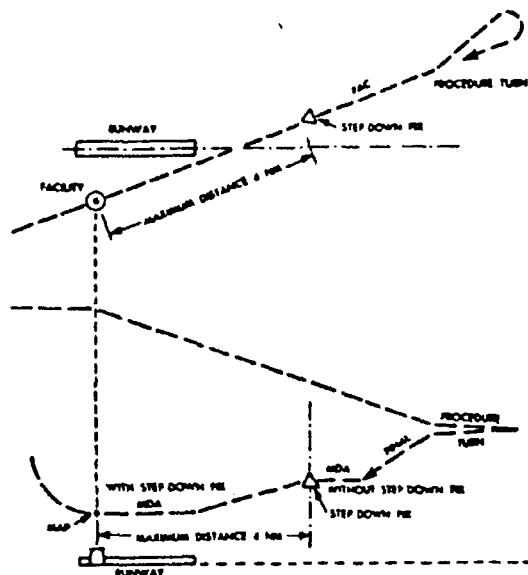 FAC
PROCEDURE TURN
STEP DOWN FIX
RUNWAY
FACILITY
MAXIMUM DISTANCE 4 NM
PROCEDURE
TURN
FINAL
MDA
WITHOUT STEP DOWN FIX
STEP DOWN FIX
WITH STEP DOWN FIX
MDA
MAP
MAXIMUM DISTANCE 4 NM
RUNWAY